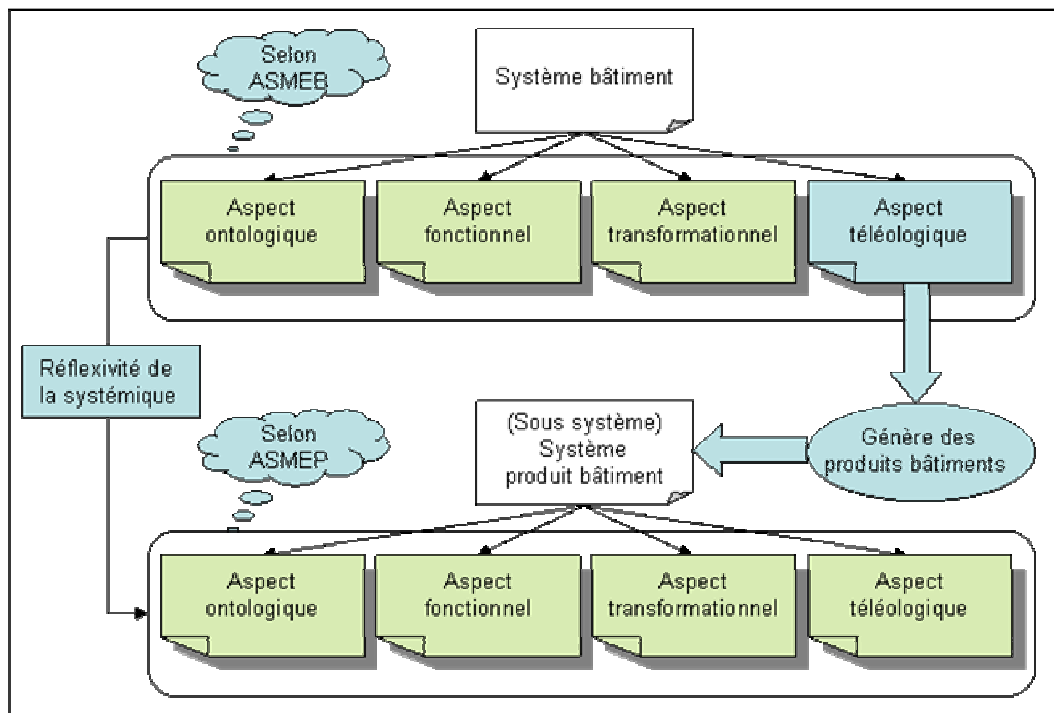 Selon
ASMEB
Système bâtiment
Aspect
ontologique
Aspect
fonctionnel
Aspect
transformationnel
Aspect
téléologique
Réflexivité de
la systémique
Selon
ASMEP
(Sous système)
Système
produit bâtiment
Génère des
produits bâtiments
Aspect
ontologique
Aspect
fonctionnel
Aspect
transformationnel
Aspect
téléologique